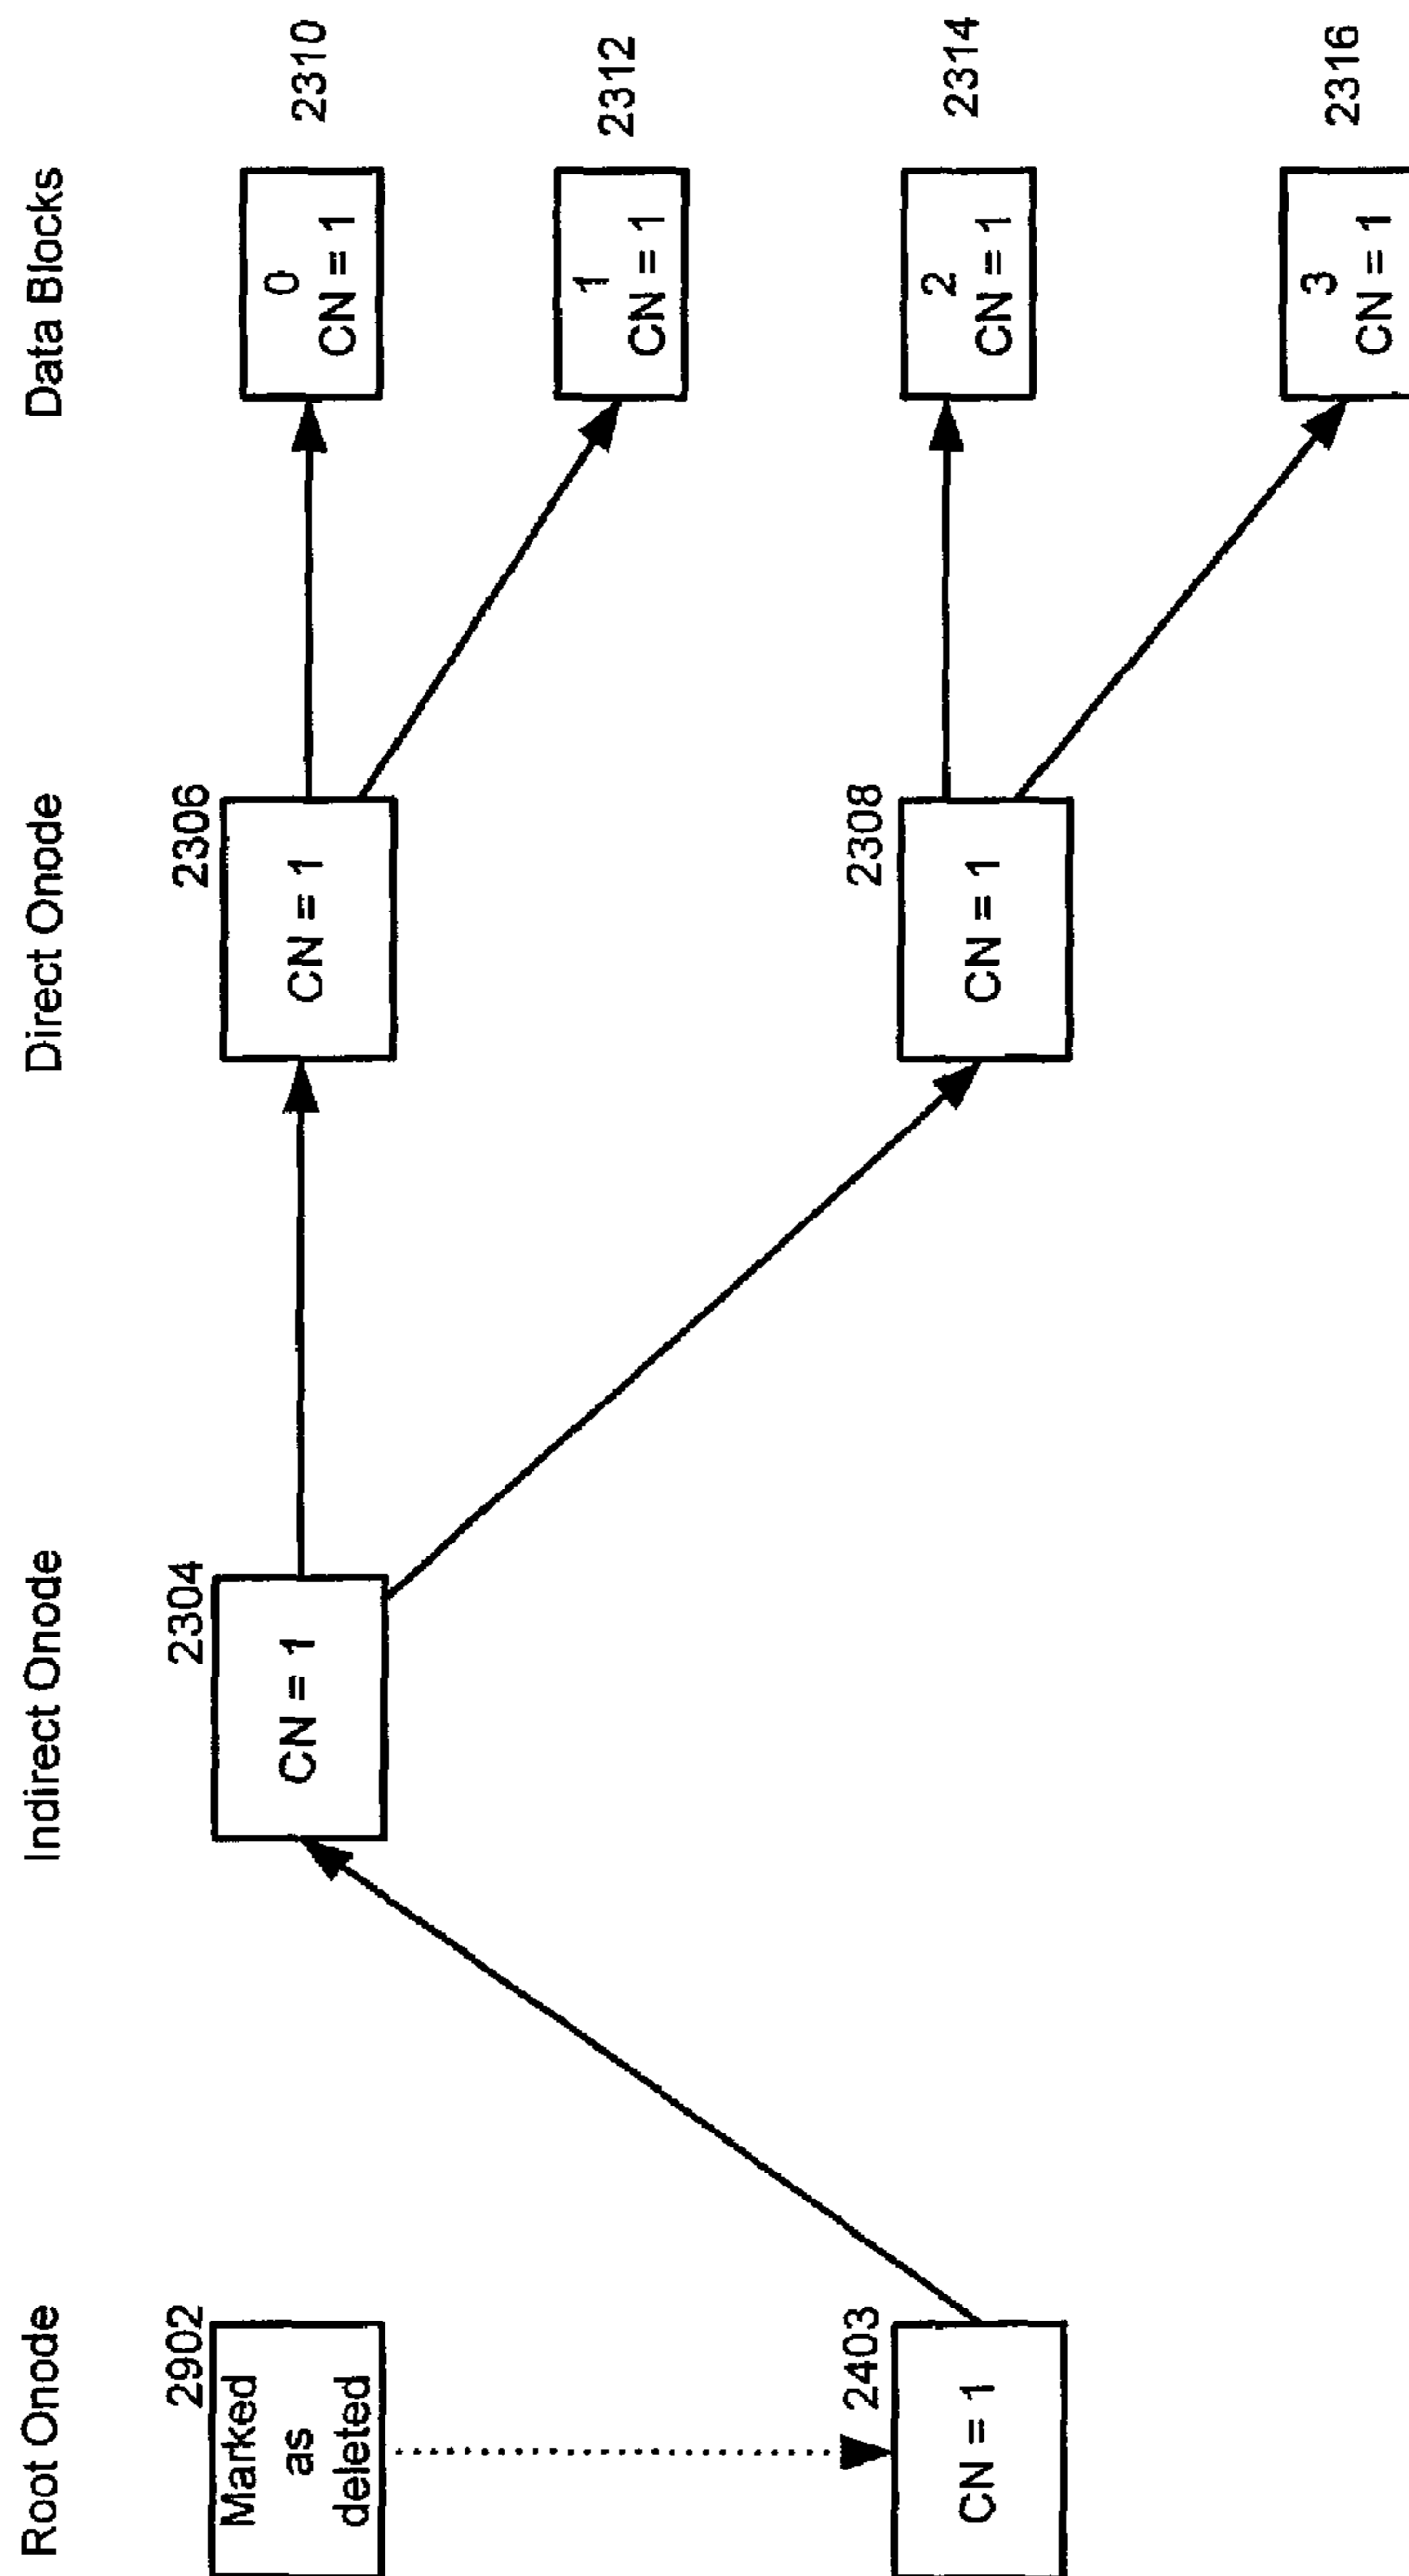 Root Onode
Indirect Onode
Direct Onode
Data Blocks
2902
Marked
as
deleted
2304
CN = 1
2306
CN = 1
0
CN = 1
2310
1
CN = 1
2312
2403
CN = 1
2308
CN = 1
2
CN = 1
2314
3
CN = 1
2316